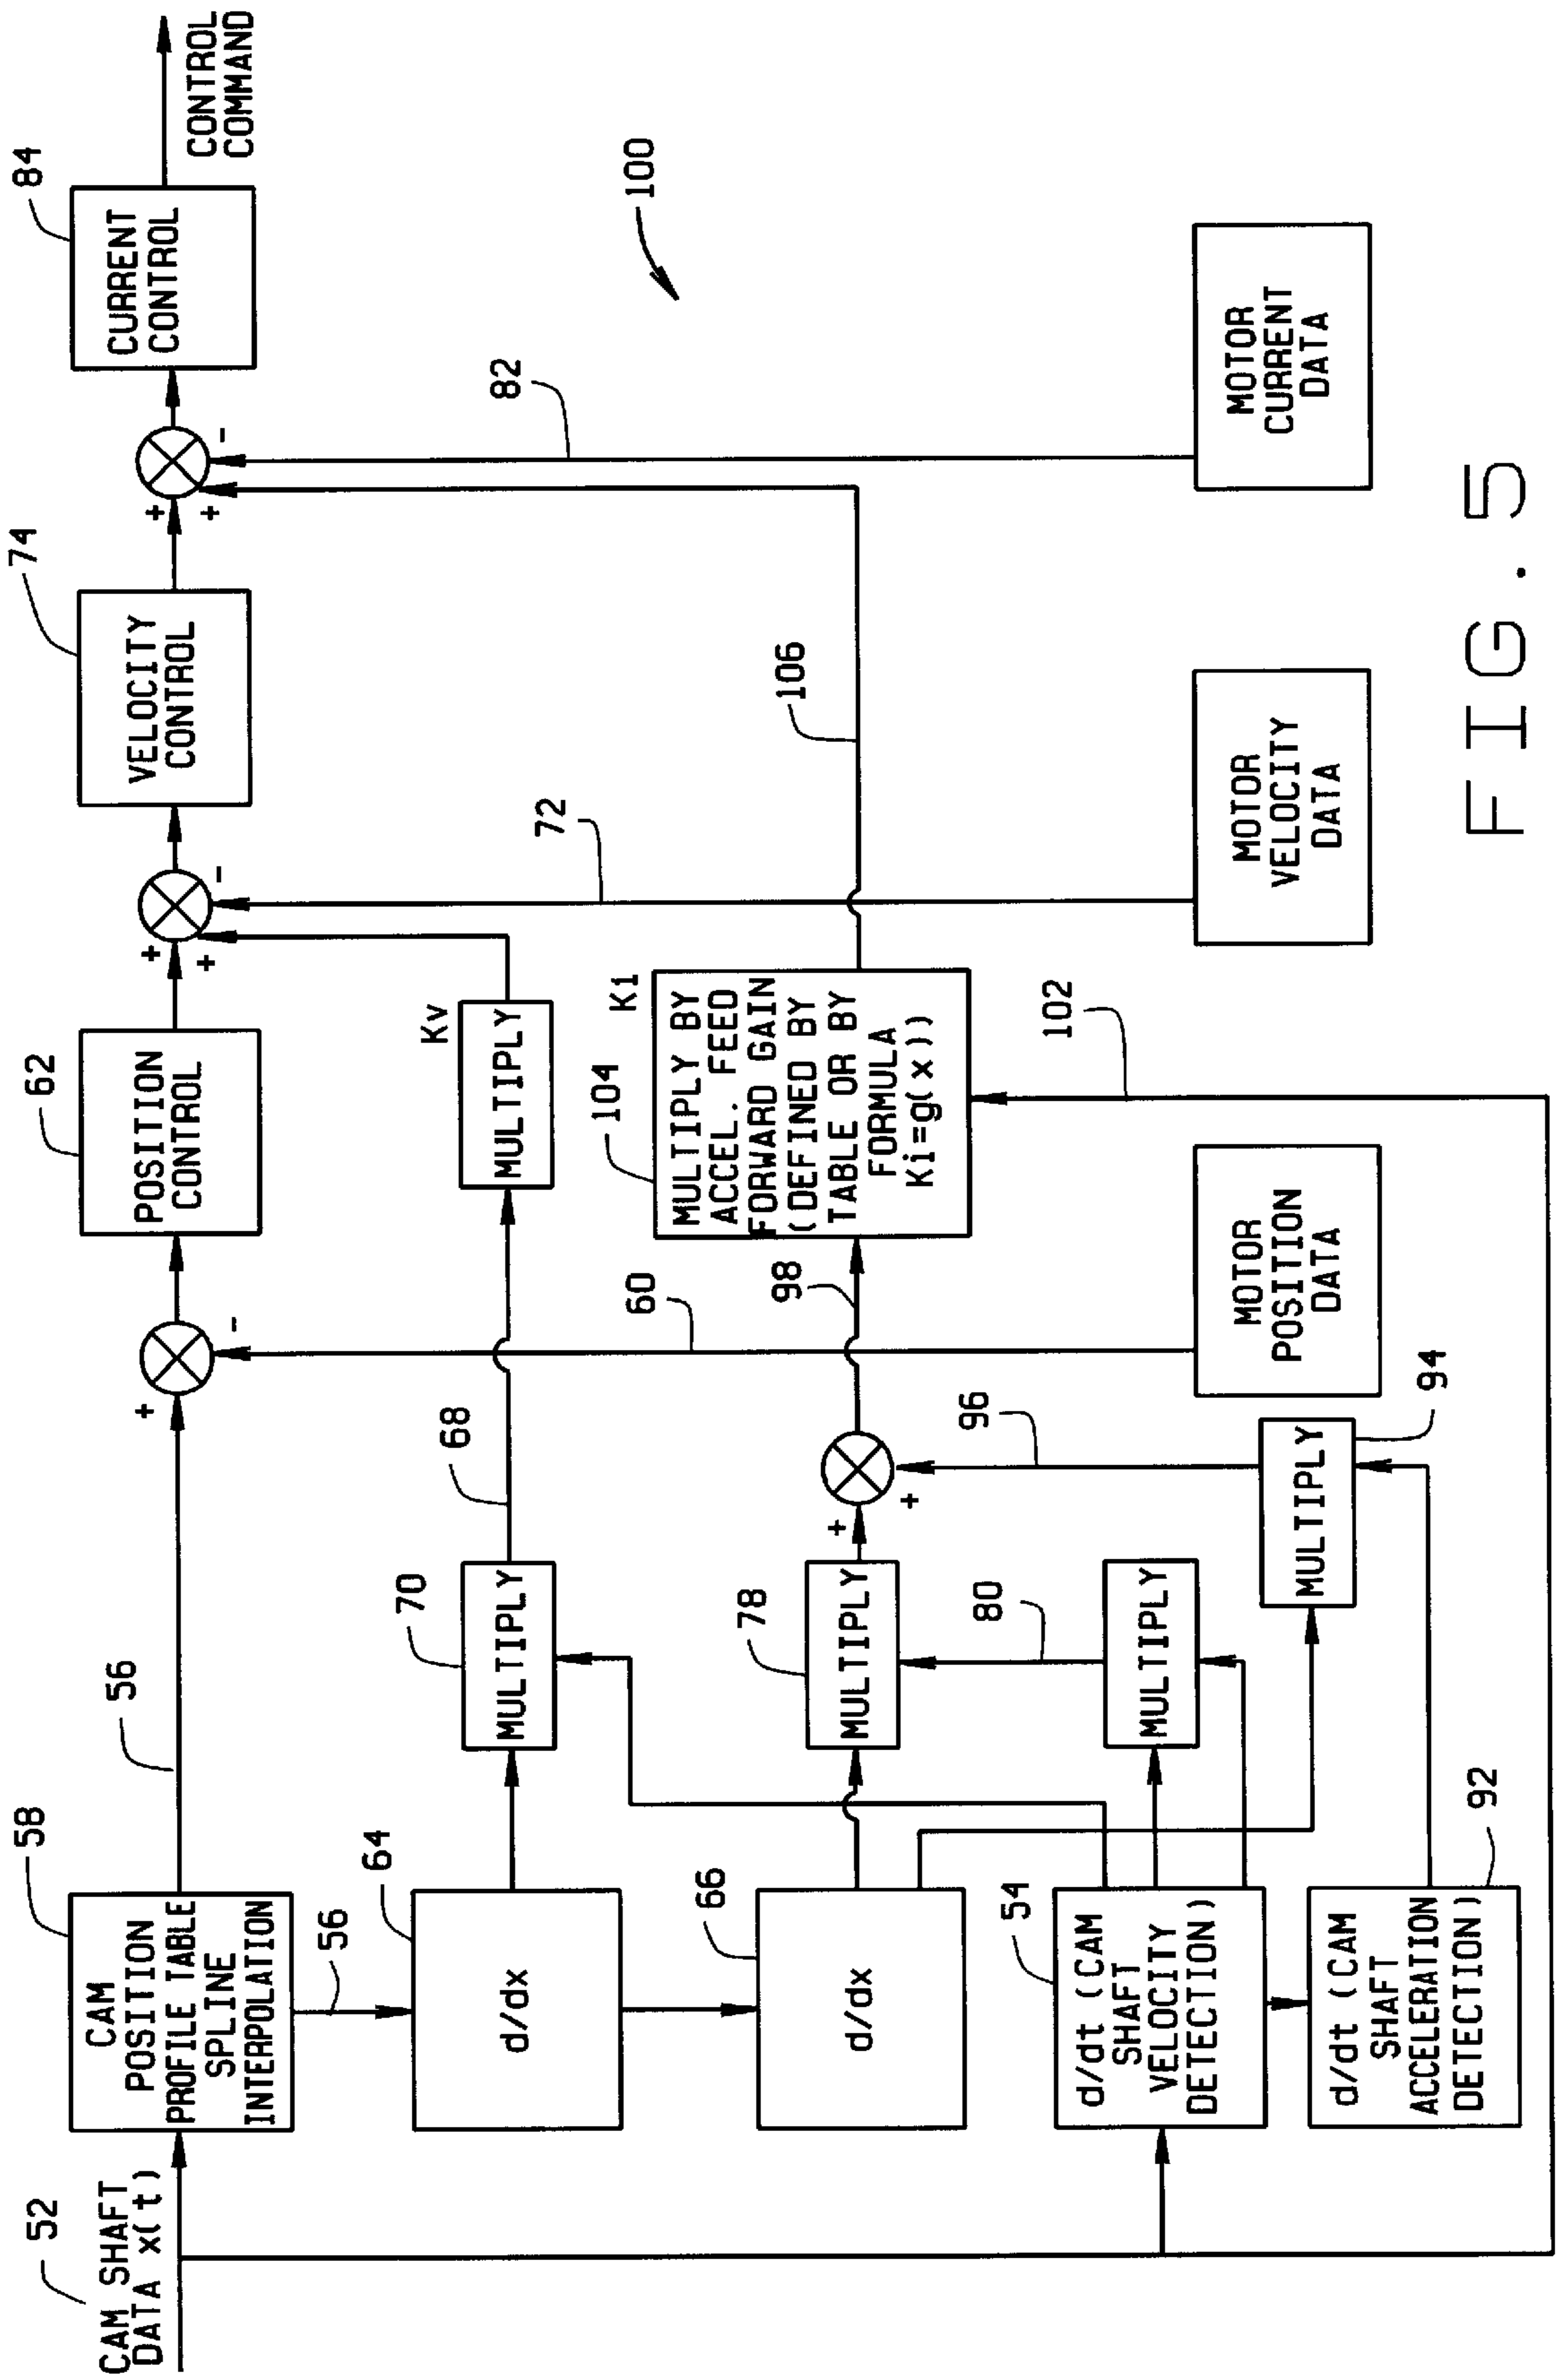 52
CAM SHAFT
DATA x(t)
58
CAM
POSITION
PROFILE TABLE
SPLINE
INTERPOLATION
56
+
-
62
POSITION
CONTROL
+
+
-
74
VELOCITY
CONTROL
+
+
-
84
CURRENT
CONTROL
CONTROL
COMMAND
56
64
d/dx
70
MULTIPLY
68
Kv
MULTIPLY
72
82
100
66
d/dx
78
MULTIPLY
+
+
98
60
104
Ki
MULTIPLY BY
ACCEL. FEED
FORWARD GAIN
(DEFINED BY
TABLE OR BY
FORMULA
Ki=g(x))
106
80
96
54
d/dt (CAM
SHAFT
VELOCITY
DETECTION)
MULTIPLY
102
MULTIPLY
94
92
d/dt (CAM
SHAFT
ACCELERATION
DETECTION)
MOTOR
POSITION
DATA
MOTOR
VELOCITY
DATA
MOTOR
CURRENT
DATA
FIG. 5